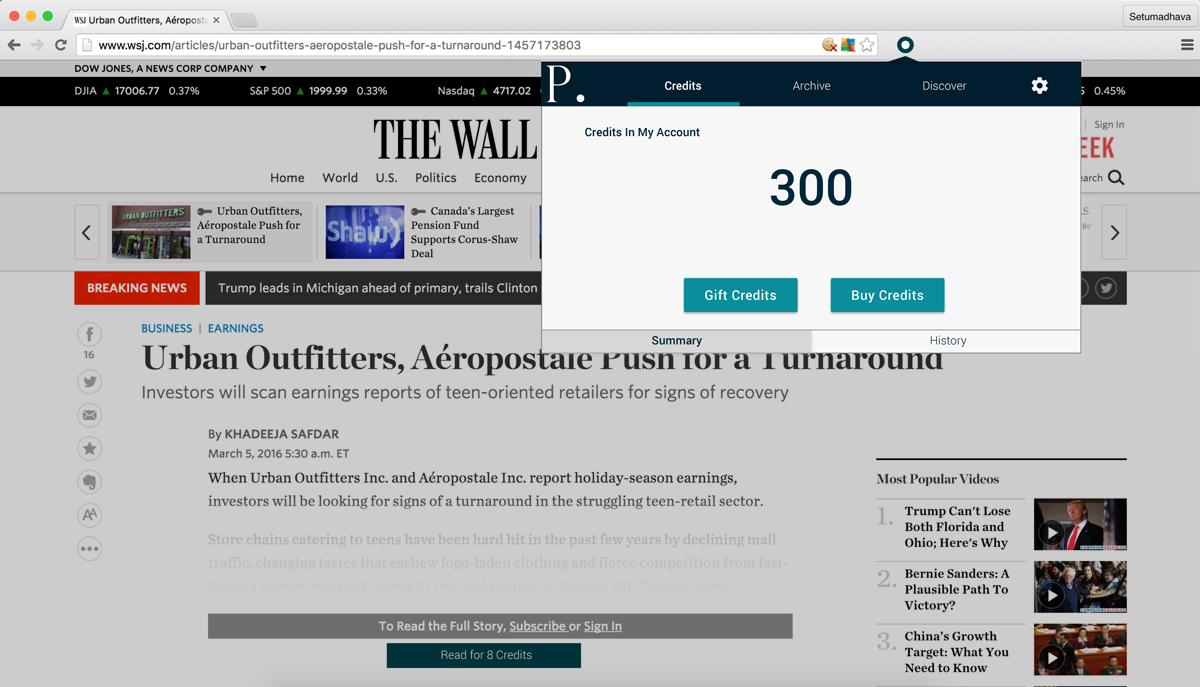 WSJ Urban Outfitters, Aéropost
Setumadhava
www.wsj.com/articles/urban-outfitters-aeropostale-push-for-a-turnaround-1457173803
DOW JONES, A NEWS CORP COMPANY
DJIA 17006.77 0.37%
S&P 500 1999.99 0.33%
Nasdaq 4717.02
0.45%
P.
Credits
Archive
Discover
Credits In My Account
300
Gift Credits
Buy Credits
Summary
History
THE WALL
Sign In
EEK
earch
Home World U.S. Politics Economy
URBAN OUTFITTERS
Urban Outfitters,
Aéropostale Push for
a Turnaround
Shaw)
Canada's Largest
Pension Fund
Supports Corus-Shaw
Deal
BREAKING NEWS
Trump leads in Michigan ahead of primary, trails Clinton
BUSINESS | EARNINGS
Urban Outfitters, Aéropostale Push for a Turnaround
Investors will scan earnings reports of teen-oriented retailers for signs of recovery
16
By KHADEEJA SAFDAR
March 5, 2016 5:30 a.m. ET
When Urban Outfitters Inc. and Aéropostale Inc. report holiday-season earnings,
investors will be looking for signs of a turnaround in the struggling teen-retail sector.
Store chains catering to teens have been hard hit in the past few years by declining mall
traffic, changing tastes that eschew logo-laden clothing and fierce competition from fast-
fashion players such as Forever 21 Inc. and Hennes & Mauritz AB. To cope, some...
To Read the Full Story, Subscribe or Sign In
Read for 8 Credits
AA
Most Popular Videos
1. Trump Can't Lose
Both Florida and
Ohio; Here's Why
2. Bernie Sanders: A
Plausible Path To
Victory?
3. China's Growth
Target: What You
Need to Know